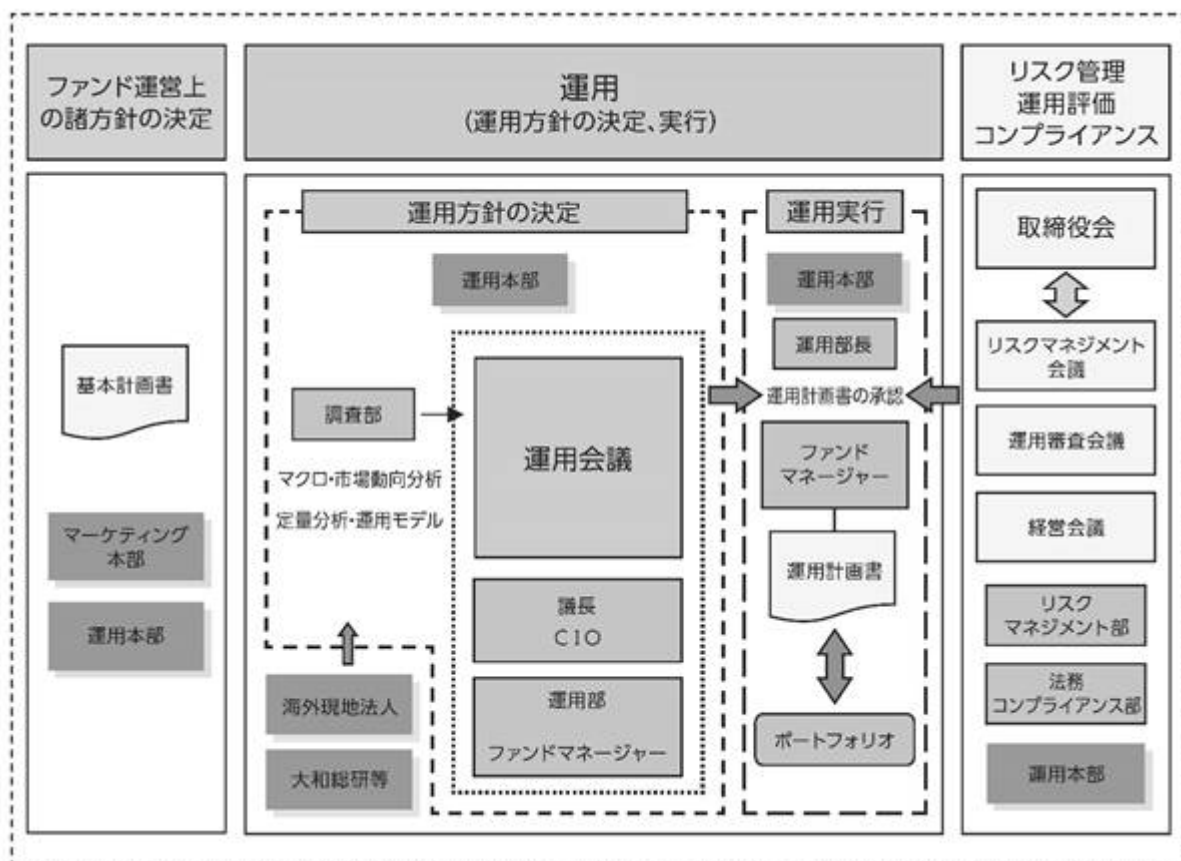 ファンド運営上
の諸方針の決定
運用
(運用方針の決定、実行)
リスク管理
運用評価
コンプライアンス
基本計画書
マーケティング
本部
運用本部
運用方針の決定
運用本部
調査部
マクロ・市場動向分析
定量分析・運用モデル
海外現地法人
大和総研等
運用会議
議長
CIO
運用部
ファンドマネージャー
運用実行
運用本部
運用部長
運用計画書の承認
ファンド
マネージャー
運用計画書
ポートフォリオ
取締役会
リスクマネジメント
会議
運用審査会議
経営会議
リスク
マネジメント部
法務
コンプライアンス部
運用本部